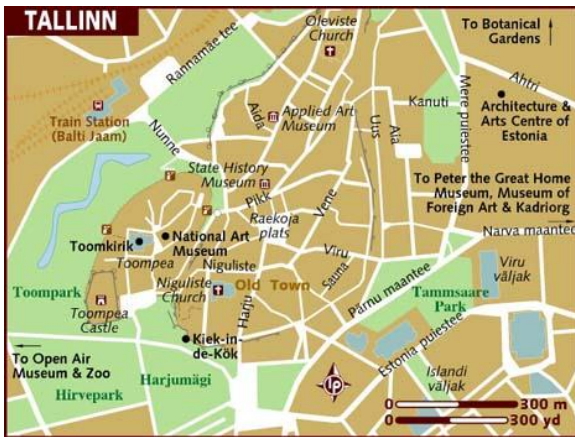 TALLINN
Oleviste
Church
To Botanical
Gardens
Rannamäe tee
Ahtri
Mere puiestee
Kanuti
Architecture &
Arts Centre of
Estonia
Train Station
(Balti Jaam)
Aida
Applied Art
Museum
Uus
Aia
Nunne
State History
Museum
Pikk
To Peter the Great Home
Museum, Museum of
Foreign Art & Kadriorg
Raekoja
plats
Vene
Narva maantee
Toomkirik
National Art
Museum
Toompea
Viru
Viru
väljak
Niguliste
Sauna
Pärnu maantee
Toompark
Niguliste
Church
Old Town
Tammsaare
Park
Toompea
Castle
Harju
Kiek-in-
de-Kök
Estonia puiestee
To Open Air
Museum & Zoo
Harjumägi
Hirvepark
Islandi
väljak
lp
0 300 m
0 300 yd